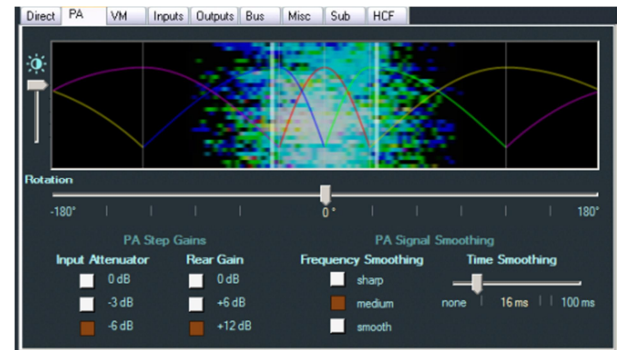 Direct PA VM Inputs Outputs Bus Misc Sub HCF
Rotation
-180° 0° 180°
PA Step Gains PA Signal Smoothing
Input Attenuator Rear Gain Frequency Smoothing Time Smoothing
0 dB 0 dB sharp
-3 dB +6 dB medium none 16 ms 100 ms
-6 dB +12 dB smooth